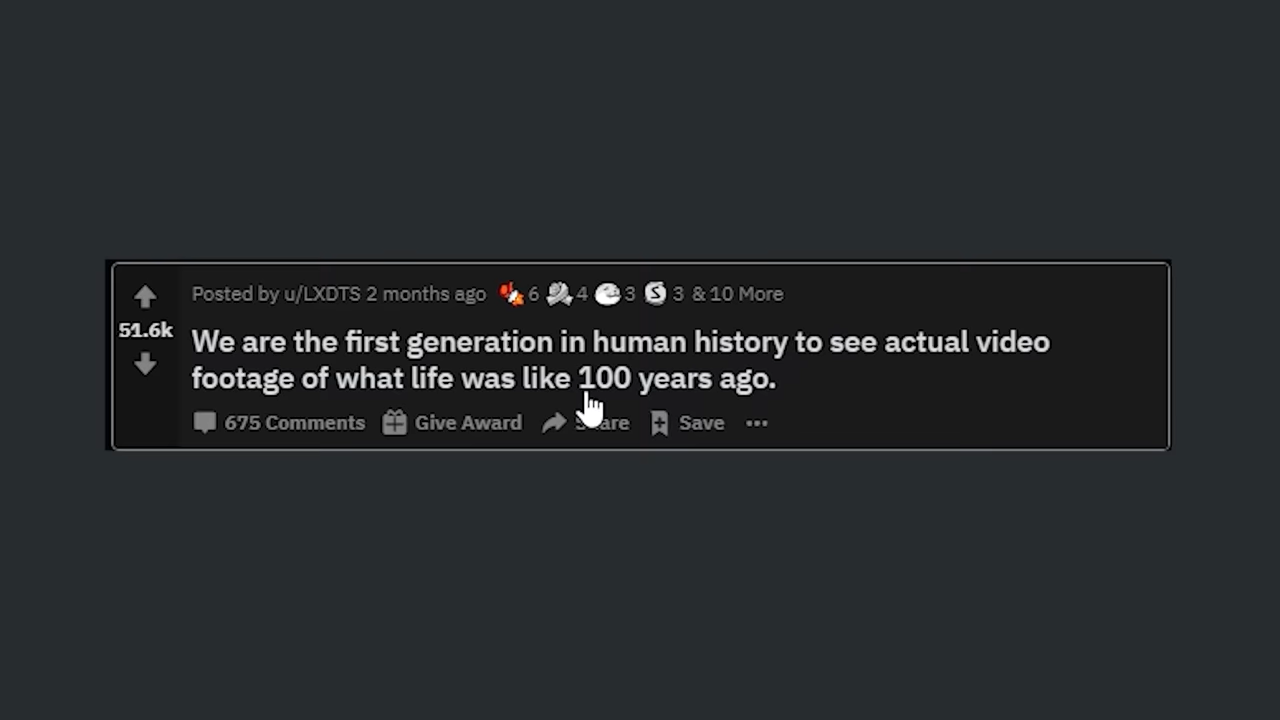 Posted by u/LXDTS 2 months ago 6 4 3 3 & 10 More
51.6k
We are the first generation in human history to see actual video
footage of what life was like 100 years ago.
675 Comments Give Award Share Save ...